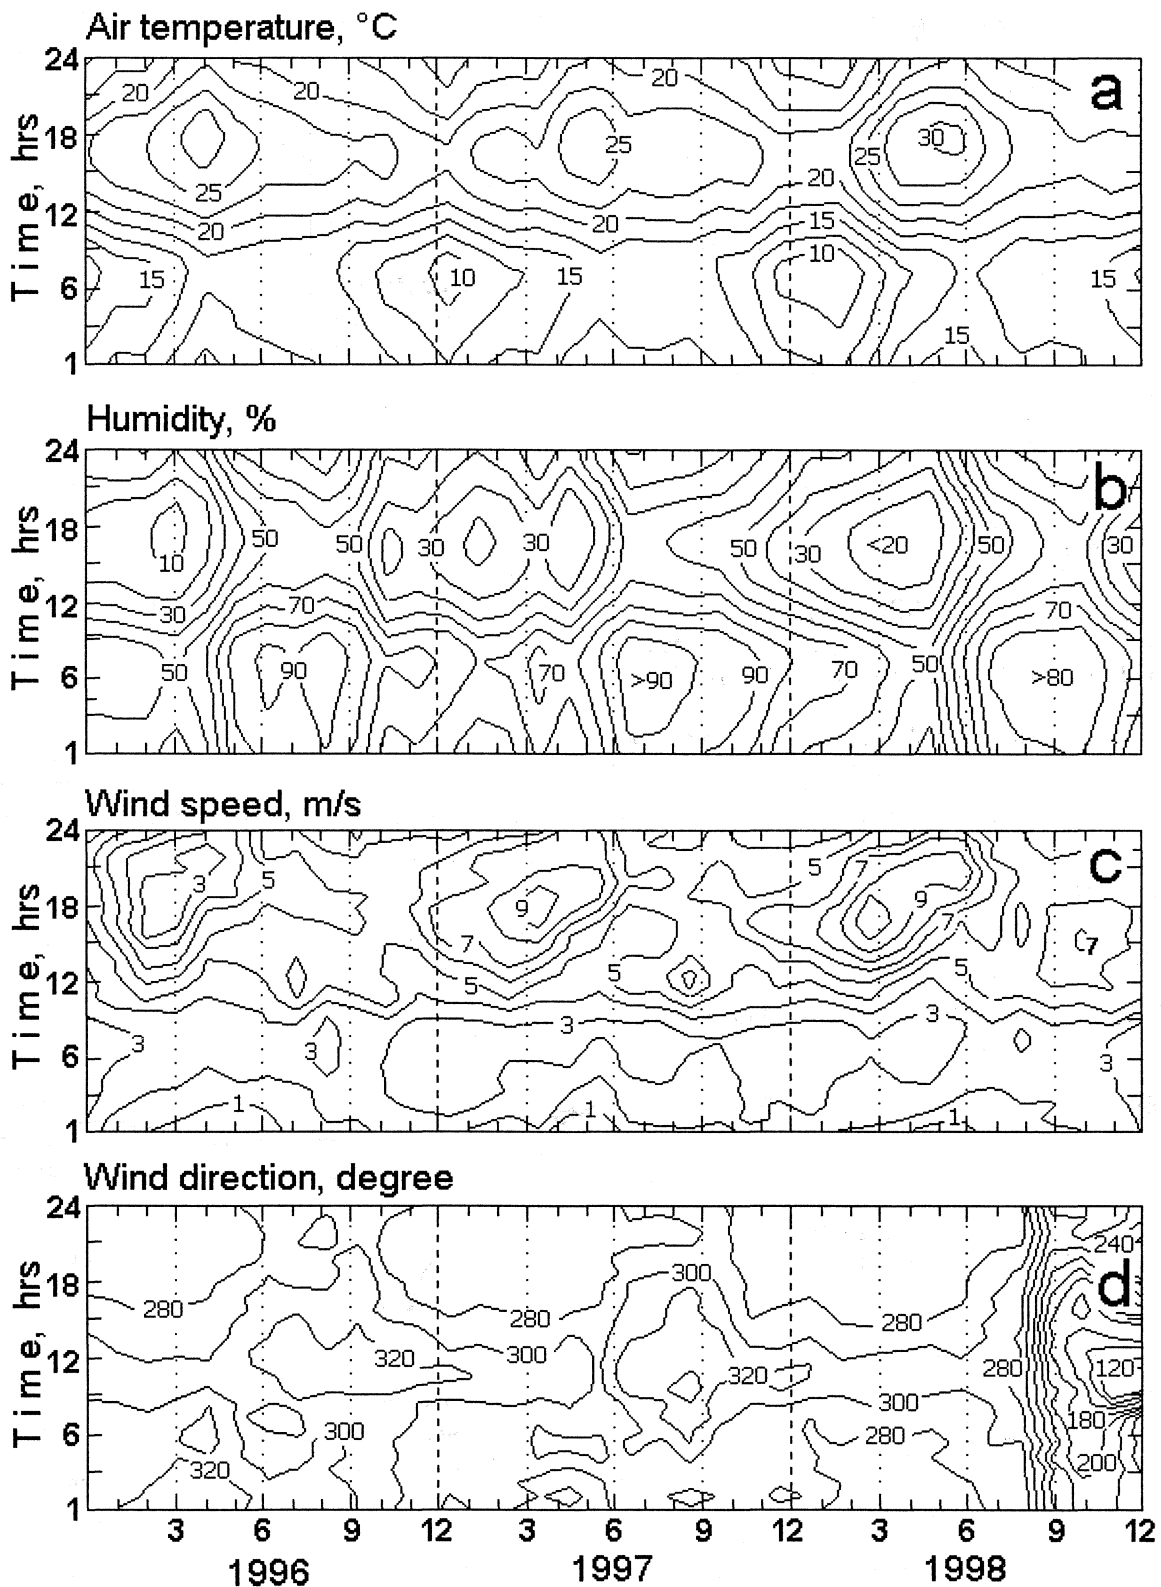 Air temperature, °C
24
18
12
6
1
Time, hrs
a
20 20 20
25 25 30
25
20 20 20 15
15 10 15 10 15
15
Humidity, %
24
18
12
6
1
Time, hrs
b
50 50 30 30 50 30 <20 50 30
10
30 70 70
50 90 70 >90 90 70 50 >80
Wind speed, m/s
24
18
12
6
1
Time, hrs
c
3 5 5 7
9 9
7 7 7
5 5 5
3 3 3 3 3
1 1 1
Wind direction, degree
24
18
12
6
1
Time, hrs
d
240
300
280 280 280
320 300 320 280 120
300
300 280 180
320 200
3 6 9 12 3 6 9 12 3 6 9 12
1996 1997 1998